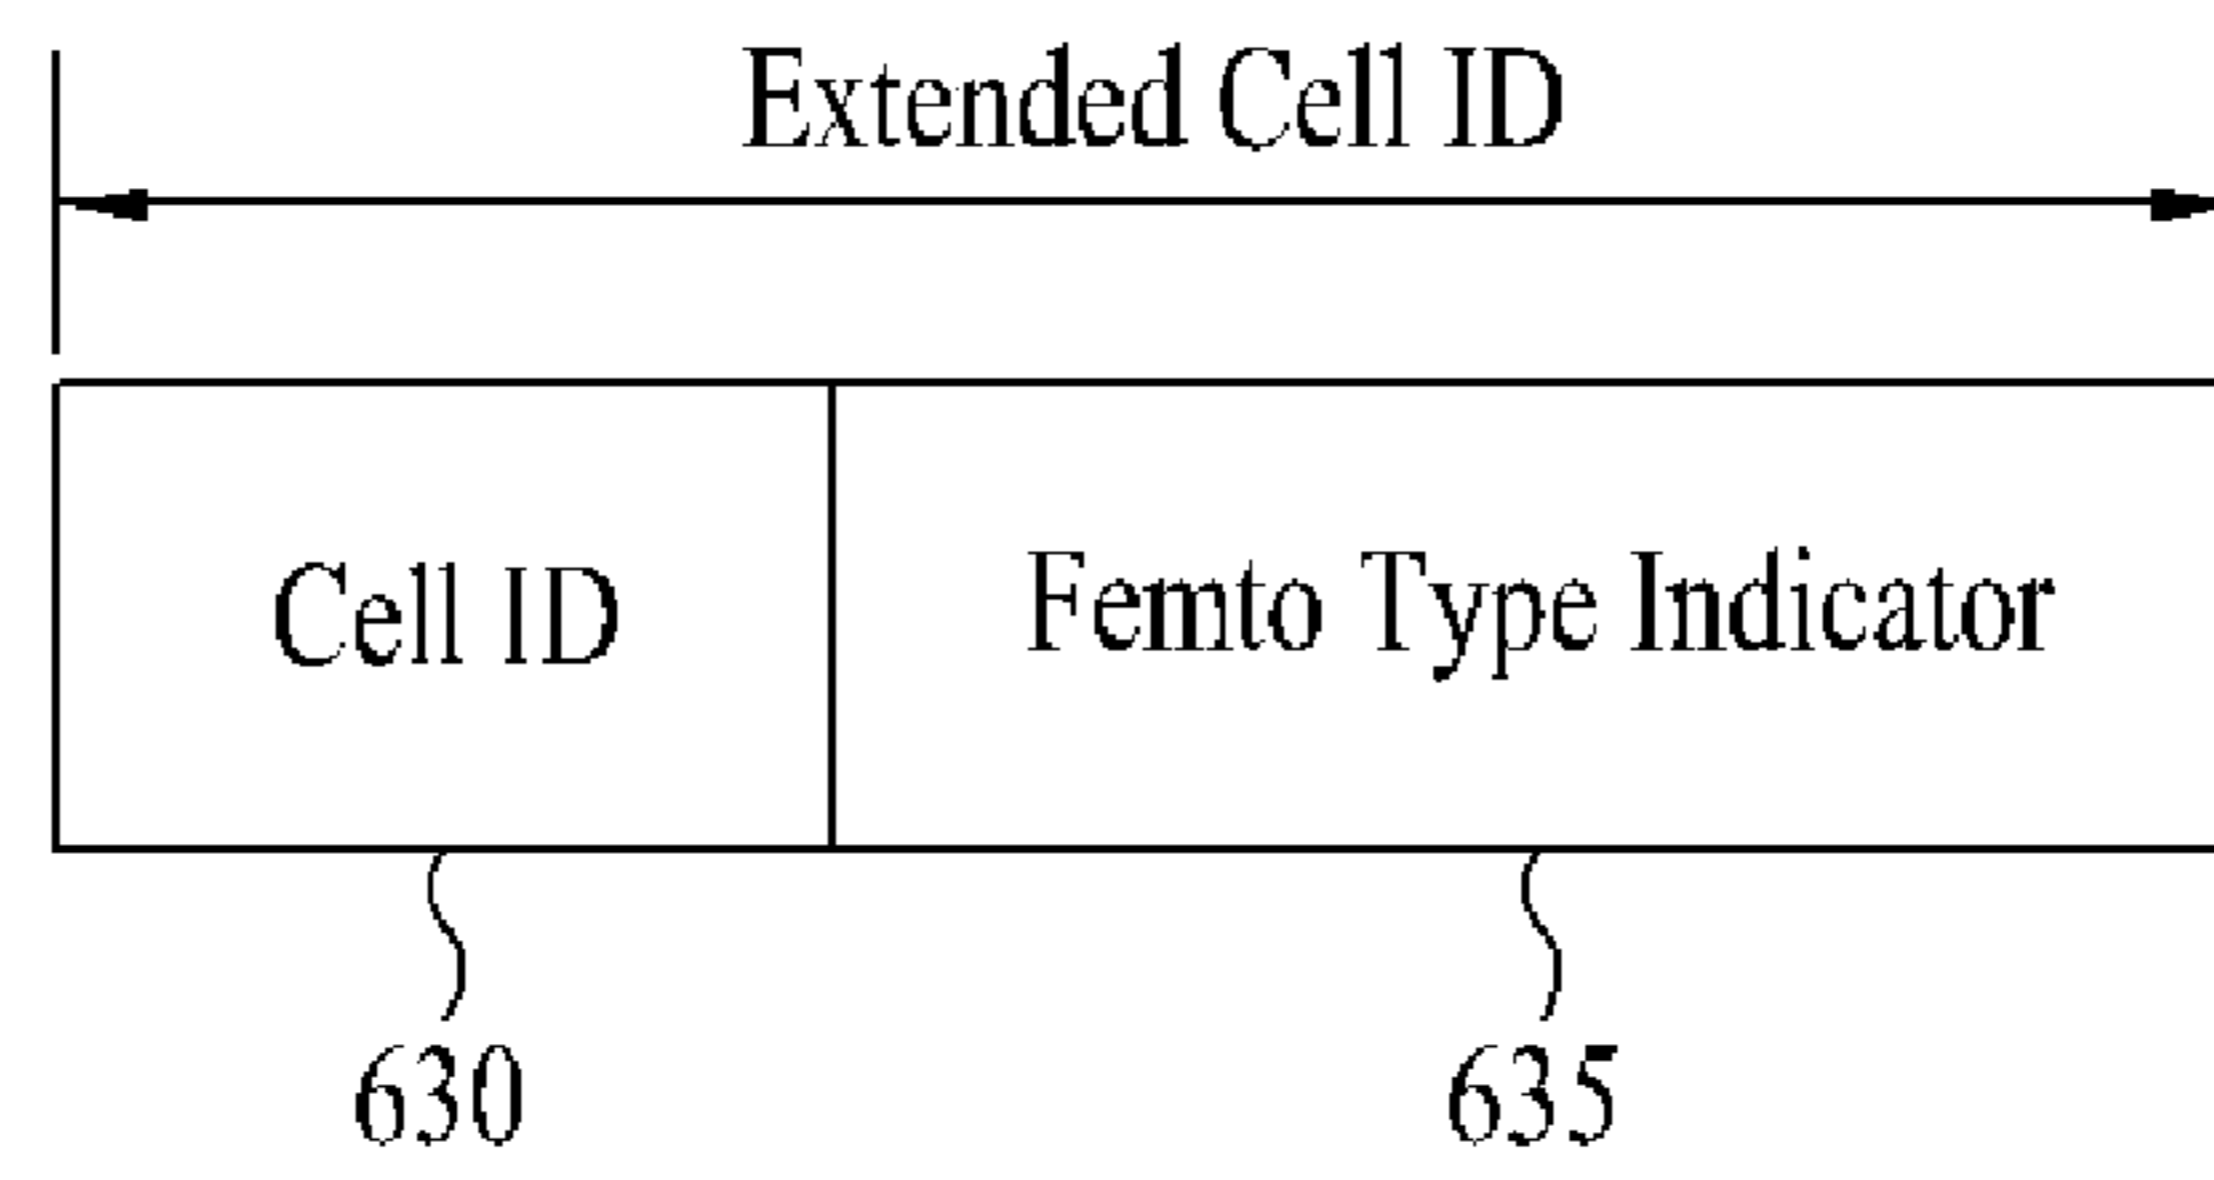 Extended Cell ID
Cell ID
Femto Type Indicator
630
635